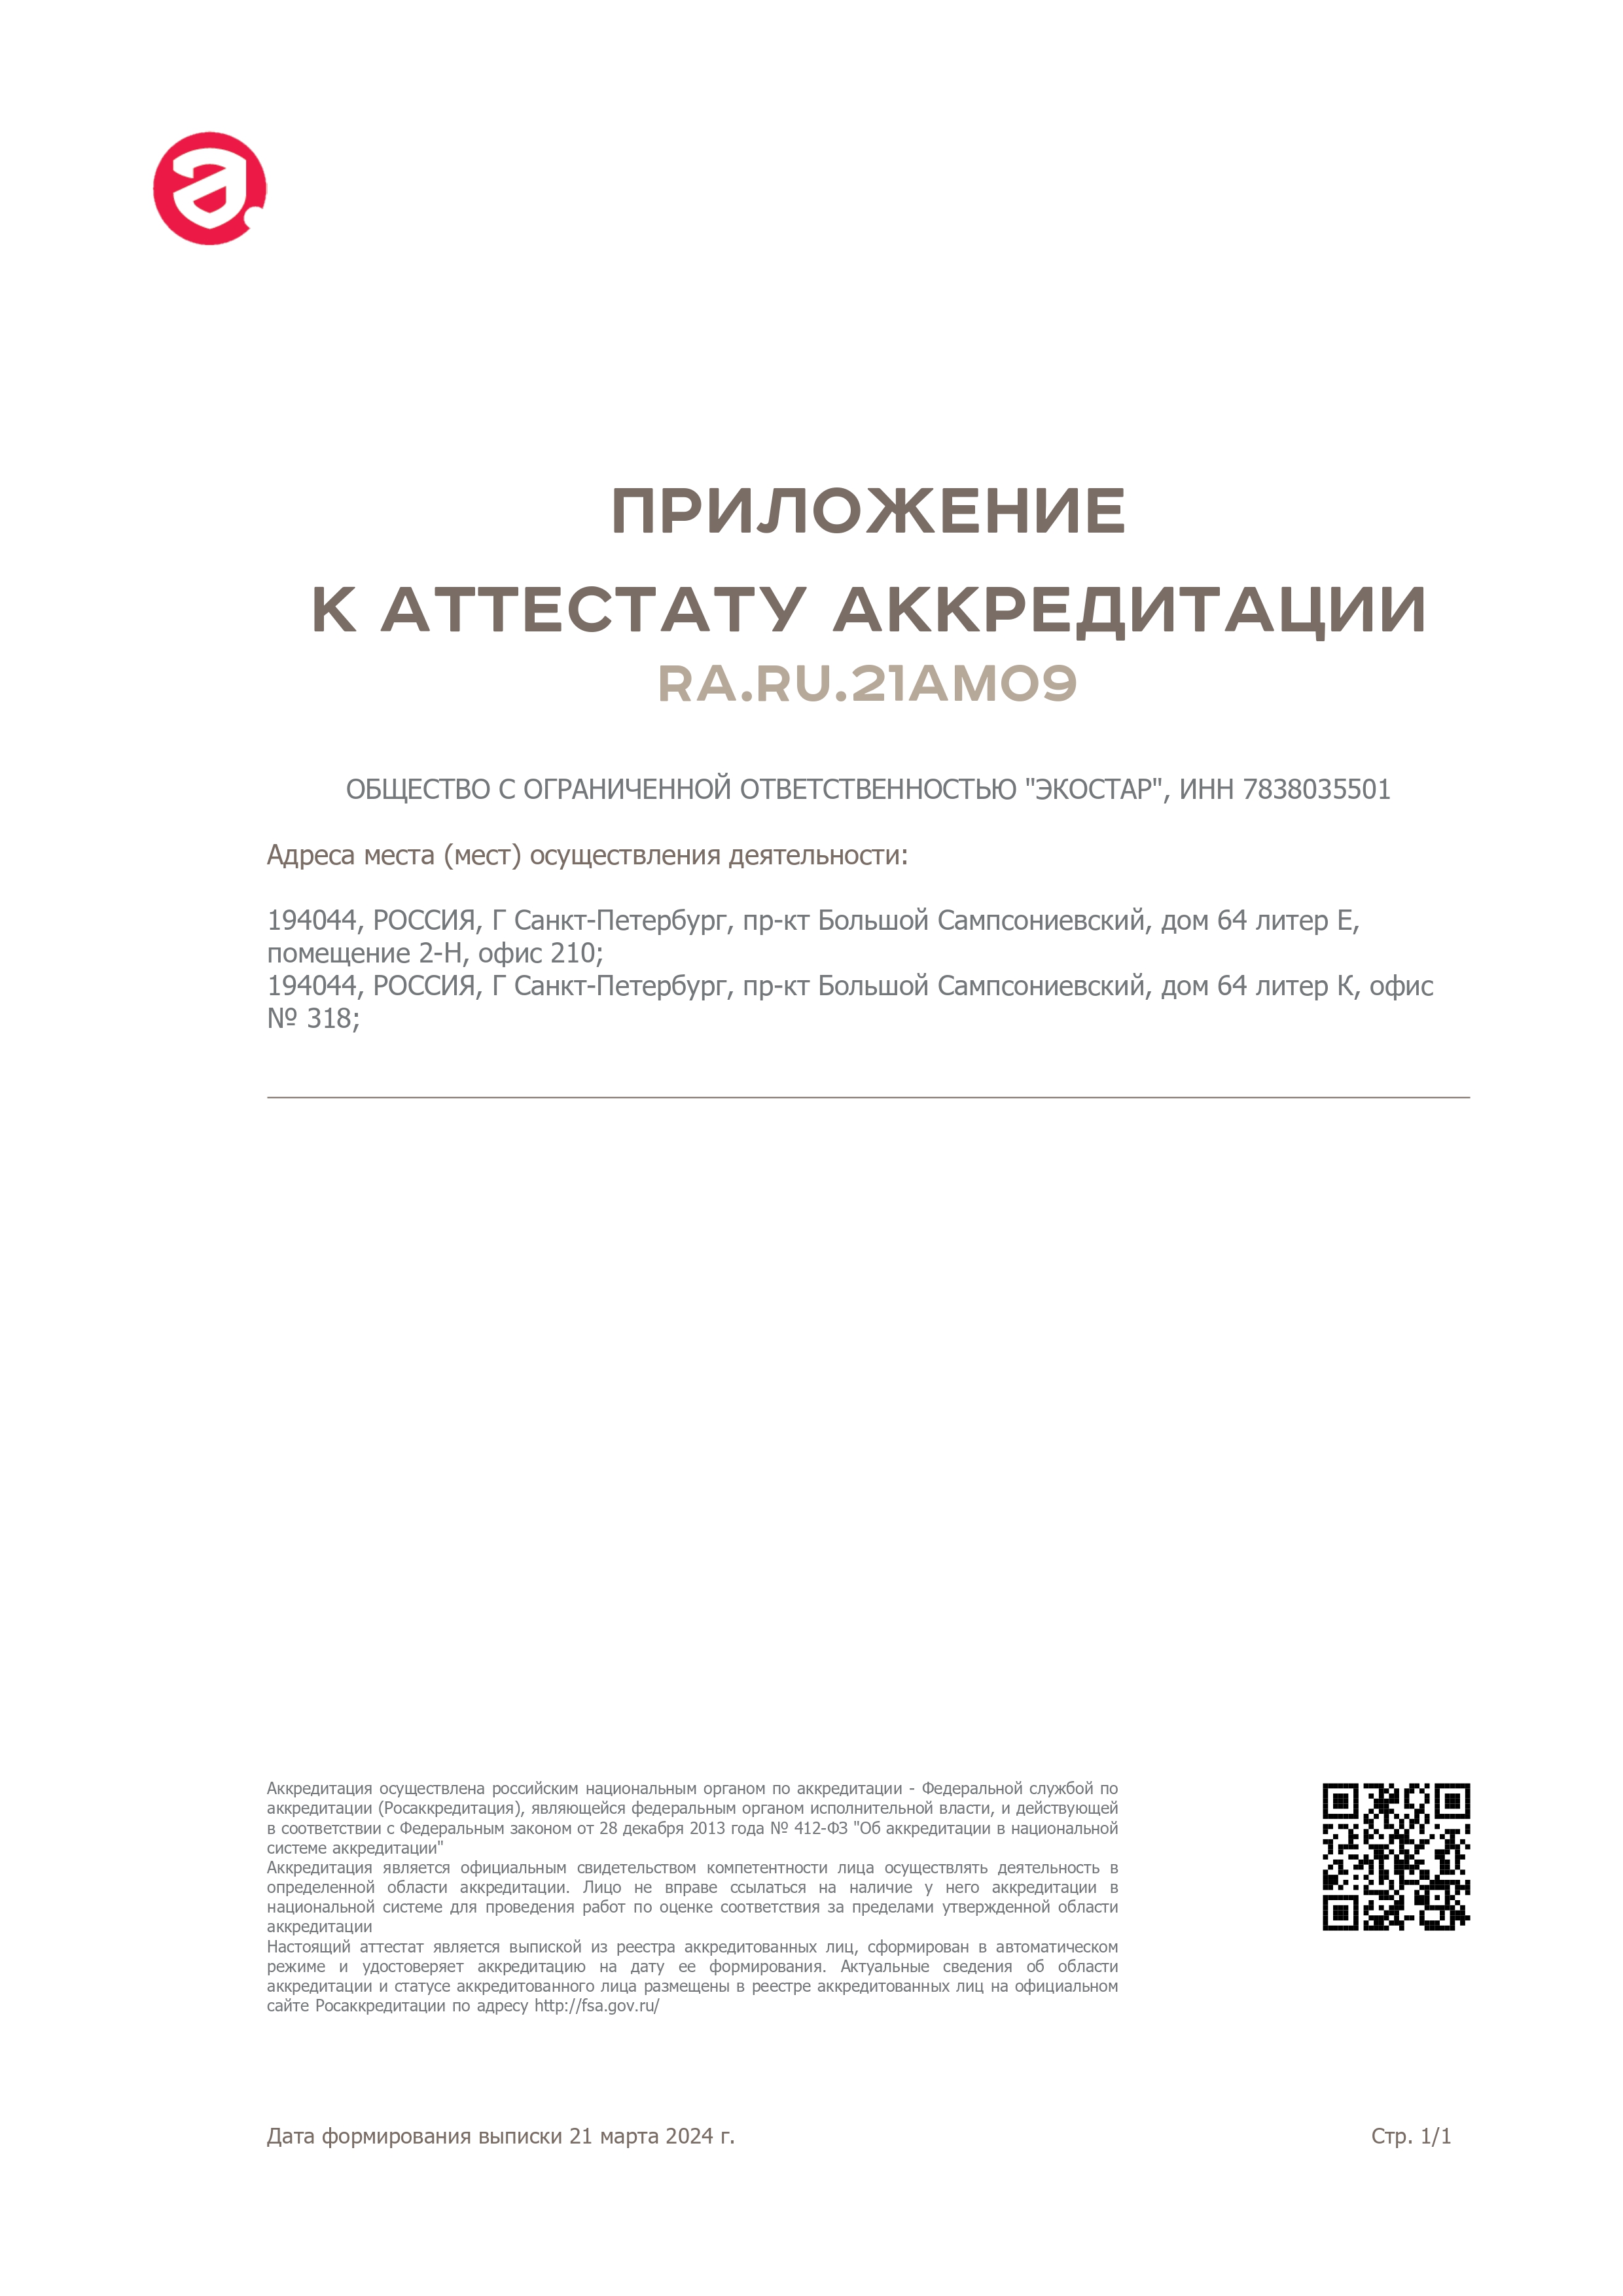 ПРИЛОЖЕНИЕ
К АТТЕСТАТУ АККРЕДИТАЦИИ
RA.RU.21АМ09
ОБЩЕСТВО С ОГРАНИЧЕННОЙ ОТВЕТСТВЕННОСТЬЮ "ЭКОСТАР", ИНН 7838035501
Адреса места (мест) осуществления деятельности:
194044, РОССИЯ, Г Санкт-Петербург, пр-кт Большой Сампсониевский, дом 64 литер Е,
помещение 2-Н, офис 210;
194044, РОССИЯ, Г Санкт-Петербург, пр-кт Большой Сампсониевский, дом 64 литер К, офис
№ 318;
Аккредитация осуществлена российским национальным органом по аккредитации - Федеральной службой по
аккредитации (Росаккредитация), являющейся федеральным органом исполнительной власти, и действующей
в соответствии с Федеральным законом от 28 декабря 2013 года № 412-ФЗ "Об аккредитации в национальной
системе аккредитации"
Аккредитация является официальным свидетельством компетентности лица осуществлять деятельность в
определенной области аккредитации. Лицо не вправе ссылаться на наличие у него аккредитации в
национальной системе для проведения работ по оценке соответствия за пределами утвержденной области
аккредитации
Настоящий аттестат является выпиской из реестра аккредитованных лиц, сформирован в автоматическом
режиме и удостоверяет аккредитацию на дату ее формирования. Актуальные сведения об области
аккредитации и статусе аккредитованного лица размещены в реестре аккредитованных лиц на официальном
сайте Росаккредитации по адресу http://fsa.gov.ru/
Дата формирования выписки 21 марта 2024 г.
Стр. 1/1